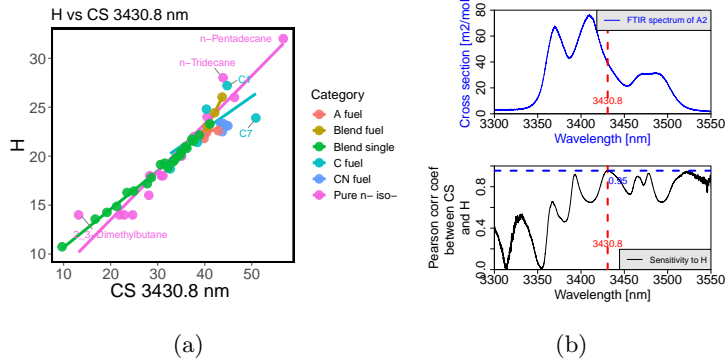 H vs CS 3430.8 nm
n-Pentadecane
n-Tridecane
C1
C7
2-3-Dimethylbutane
H
30
25
20
15
10
10 20 30 40 50
CS 3430.8 nm
Category
A fuel
Blend fuel
Blend single
C fuel
CN fuel
Pure n- iso-
(a)
Cross section [m2/mol]
80
60
40
20
0
FTIR spectrum of A2
3430.8
3300 3350 3400 3450 3500 3550
Wavelength [nm]
Pearson corr coef
between CS
and H
0.8
0.4
0.0
0.95
3430.8
Sensitivity to H
3300 3350 3400 3450 3500 3550
Wavelength [nm]
(b)